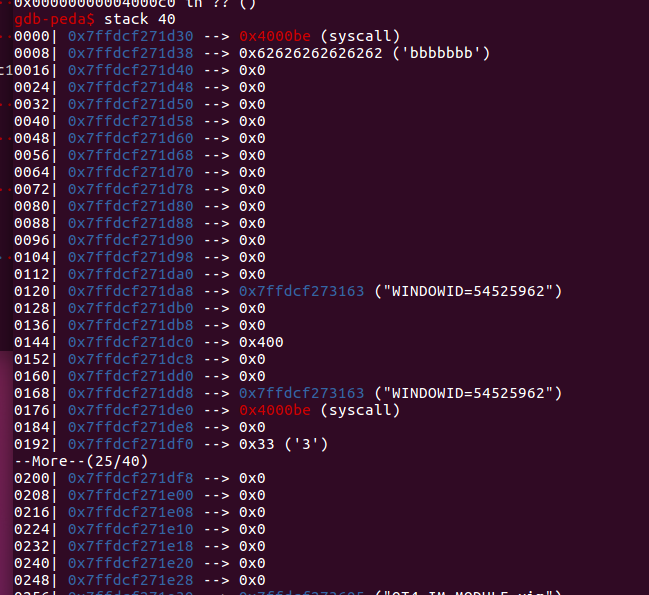 0x00000000004000c0 in ?? ()
gdb-peda$ stack 40
0000| 0x7ffdcf271d30 --> 0x4000be (syscall)
0008| 0x7ffdcf271d38 --> 0x62626262626262 ('bbbbbbb')
0016| 0x7ffdcf271d40 --> 0x0
0024| 0x7ffdcf271d48 --> 0x0
0032| 0x7ffdcf271d50 --> 0x0
0040| 0x7ffdcf271d58 --> 0x0
0048| 0x7ffdcf271d60 --> 0x0
0056| 0x7ffdcf271d68 --> 0x0
0064| 0x7ffdcf271d70 --> 0x0
0072| 0x7ffdcf271d78 --> 0x0
0080| 0x7ffdcf271d80 --> 0x0
0088| 0x7ffdcf271d88 --> 0x0
0096| 0x7ffdcf271d90 --> 0x0
0104| 0x7ffdcf271d98 --> 0x0
0112| 0x7ffdcf271da0 --> 0x0
0120| 0x7ffdcf271da8 --> 0x7ffdcf273163 ("WINDOWID=54525962")
0128| 0x7ffdcf271db0 --> 0x0
0136| 0x7ffdcf271db8 --> 0x0
0144| 0x7ffdcf271dc0 --> 0x400
0152| 0x7ffdcf271dc8 --> 0x0
0160| 0x7ffdcf271dd0 --> 0x0
0168| 0x7ffdcf271dd8 --> 0x7ffdcf273163 ("WINDOWID=54525962")
0176| 0x7ffdcf271de0 --> 0x4000be (syscall)
0184| 0x7ffdcf271de8 --> 0x0
0192| 0x7ffdcf271df0 --> 0x33 ('3')
--More--(25/40)
0200| 0x7ffdcf271df8 --> 0x0
0208| 0x7ffdcf271e00 --> 0x0
0216| 0x7ffdcf271e08 --> 0x0
0224| 0x7ffdcf271e10 --> 0x0
0232| 0x7ffdcf271e18 --> 0x0
0240| 0x7ffdcf271e20 --> 0x0
0248| 0x7ffdcf271e28 --> 0x0